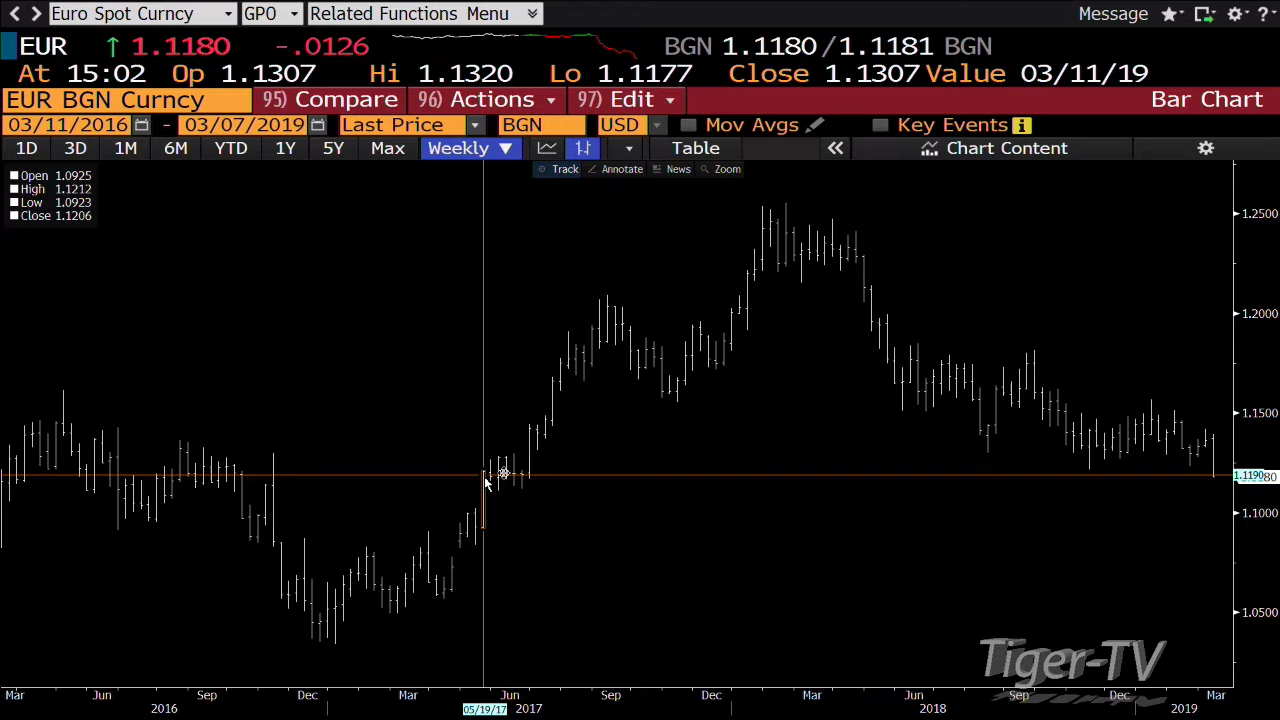 Euro Spot Curncy GPO Related Functions Menu Message ?
EUR ↑ 1.1180 -.0126 BGN 1.1180/1.1181 BGN
At 15:02 Op 1.1307 Hi 1.1320 Lo 1.1177 Close 1.1307 Value 03/11/19
EUR BGN Curncy 95) Compare 96) Actions 97) Edit Bar Chart
03/11/2016 - 03/07/2019 Last Price BGN USD Mov Avgs Key Events i
1D 3D 1M 6M YTD 1Y 5Y Max Weekly ▼ Table « Chart Content
Track Annotate News Zoom
Open 1.0925
High 1.1212
Low 1.0923
Close 1.1206
1.2500
1.2000
1.1500
1.1190 80
1.1000
1.0500
Tiger-TV
Mar Jun Sep Dec Mar Jun Sep Dec Mar Jun Sep Dec Mar
2016 05/19/17 2017 2018 2019